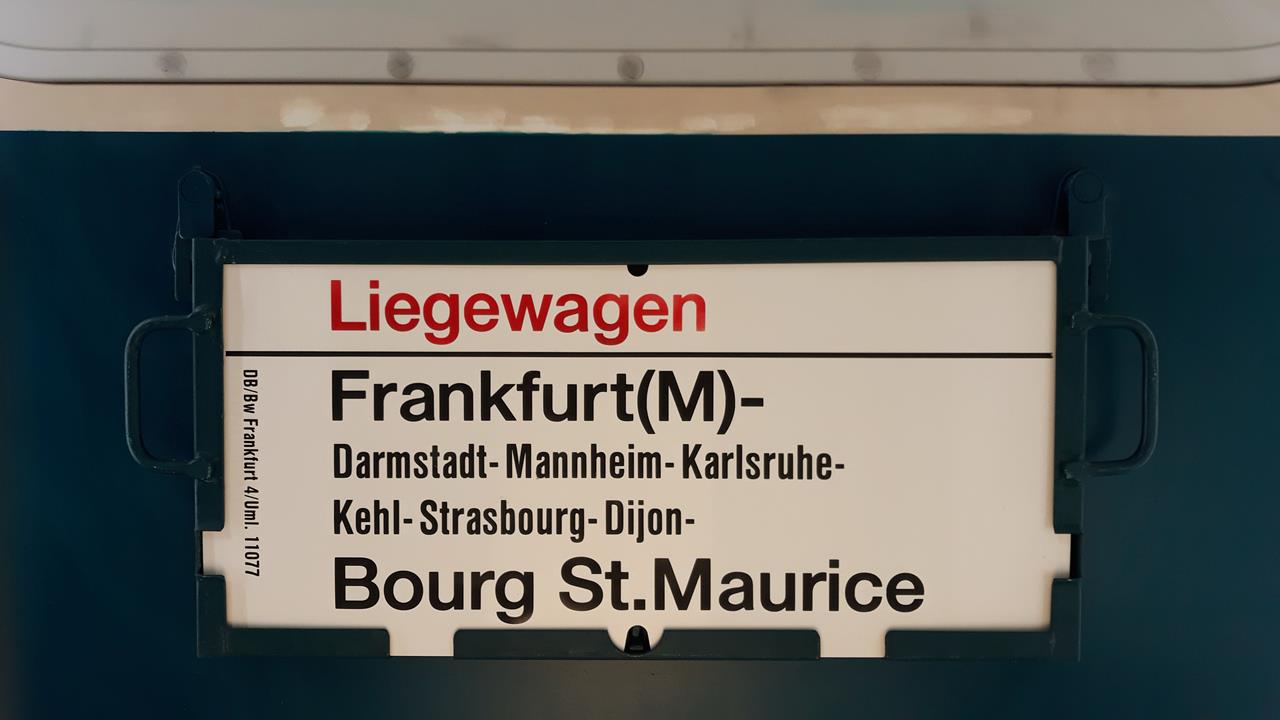 Liegewagen
Frankfurt(M)-
Darmstadt- Mannheim- Karlsruhe-
Kehl- Strasbourg- Dijon-
Bourg St.Maurice
DB/Bw Frankfurt 4/Uml. 11077